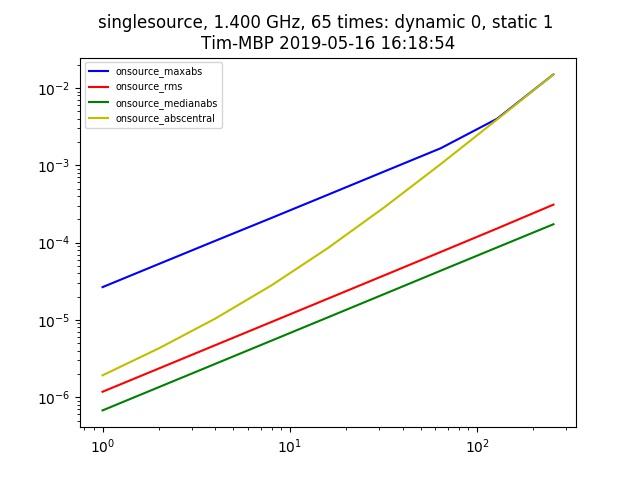 singlesource, 1.400 GHz, 65 times: dynamic 0, static 1
Tim-MBP 2019-05-16 16:18:54
onsource_maxabs
onsource_rms
onsource_medianabs
onsource_abscentral
10⁻²
10⁻³
10⁻⁴
10⁻⁵
10⁻⁶
10⁰ 10¹ 10²